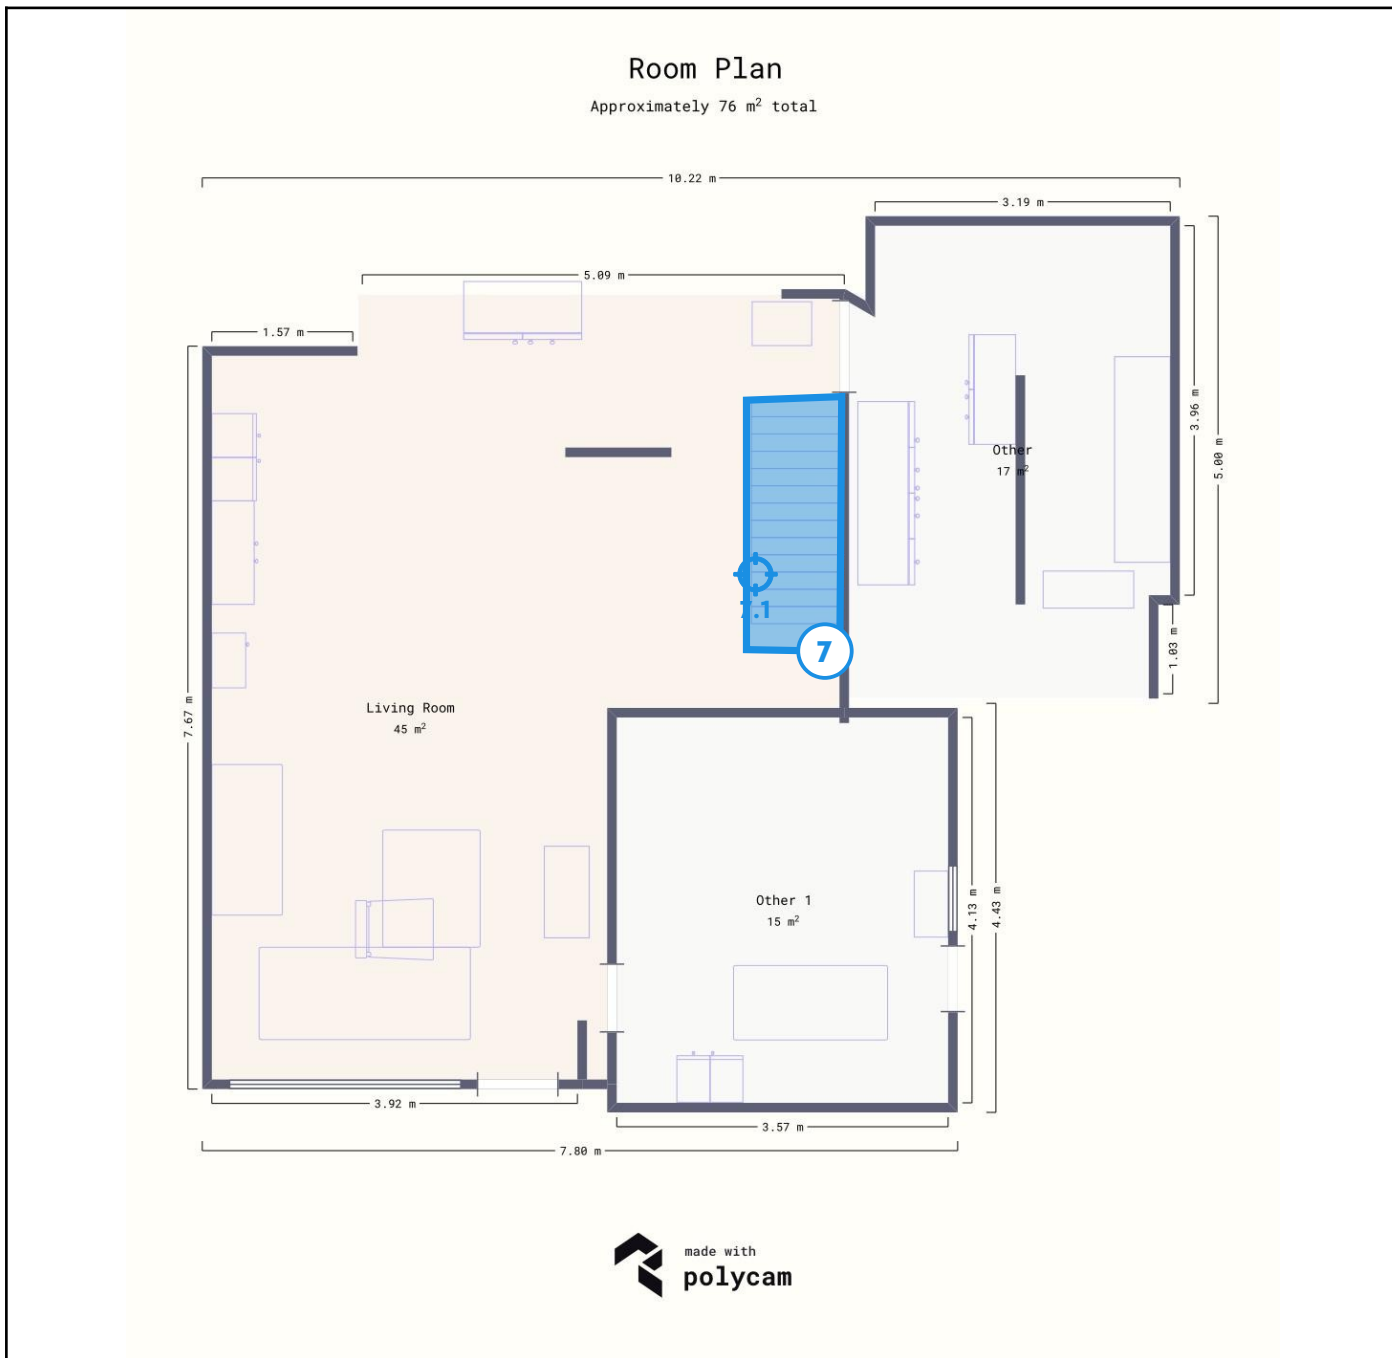 Room Plan
Approximately 76 m² total
10.22 m
3.19 m
5.09 m
1.57 m
3.96 m
5.00 m
Other
17 m²
7.1
7
1.03 m
Living Room
45 m²
7.67 m
Other 1
15 m²
4.13 m
4.43 m
3.92 m
3.57 m
7.80 m
made with
polycam